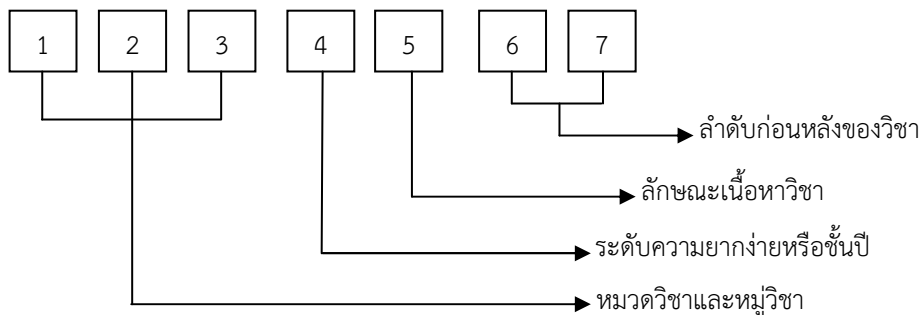 1 2 3 4 5 6 7
ลำดับก่อนหลังของวิชา
ลักษณะเนื้อหาวิชา
ระดับความยากง่ายหรือชั้นปี
หมวดวิชาและหมู่วิชา